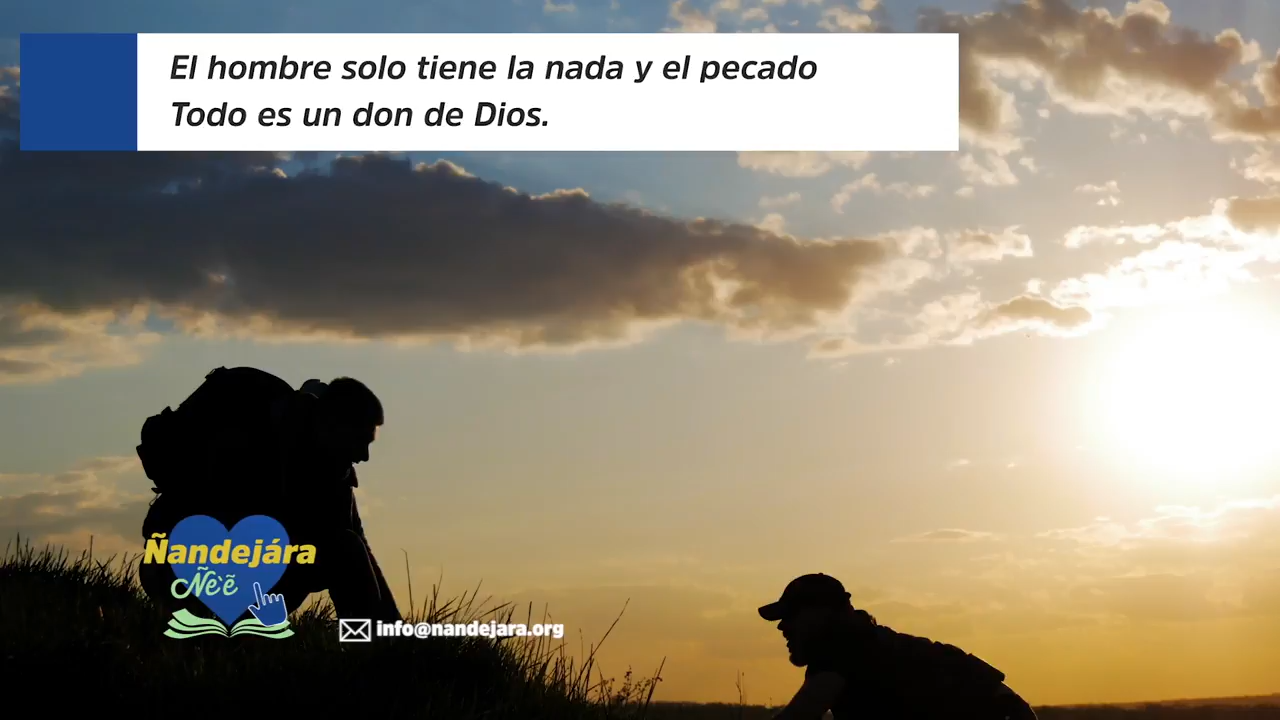 El hombre solo tiene la nada y el pecado
Todo es un don de Dios.
Ñandejára
Ñe'ẽ
info@nandejara.org